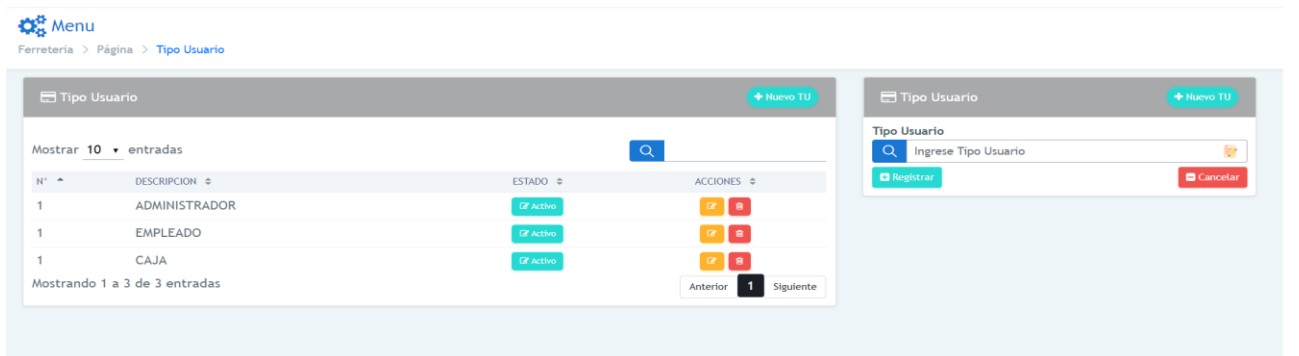 Menu
Ferretería > Página > Tipo Usuario
Tipo Usuario + Nuevo TU
Mostrar 10 entradas
N° DESCRIPCION ESTADO ACCIONES
1 ADMINISTRADOR Activo
1 EMPLEADO Activo
1 CAJA Activo
Mostrando 1 a 3 de 3 entradas
Anterior 1 Siguiente
Tipo Usuario + Nuevo TU
Tipo Usuario
Ingrese Tipo Usuario
Registrar Cancelar